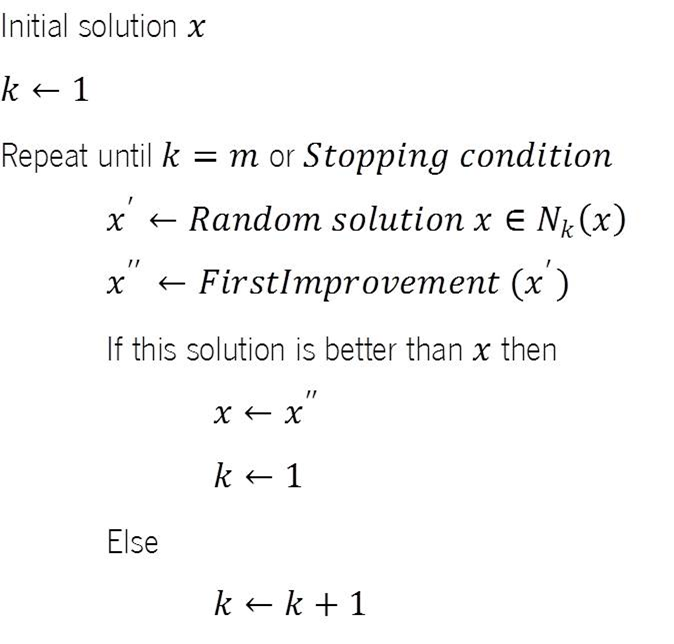 Initial solution x
k ← 1
Repeat until k = m or Stopping condition
x' ← Random solution x ∈ Nₖ(x)
x'' ← FirstImprovement (x')
If this solution is better than x then
x ← x''
k ← 1
Else
k ← k + 1